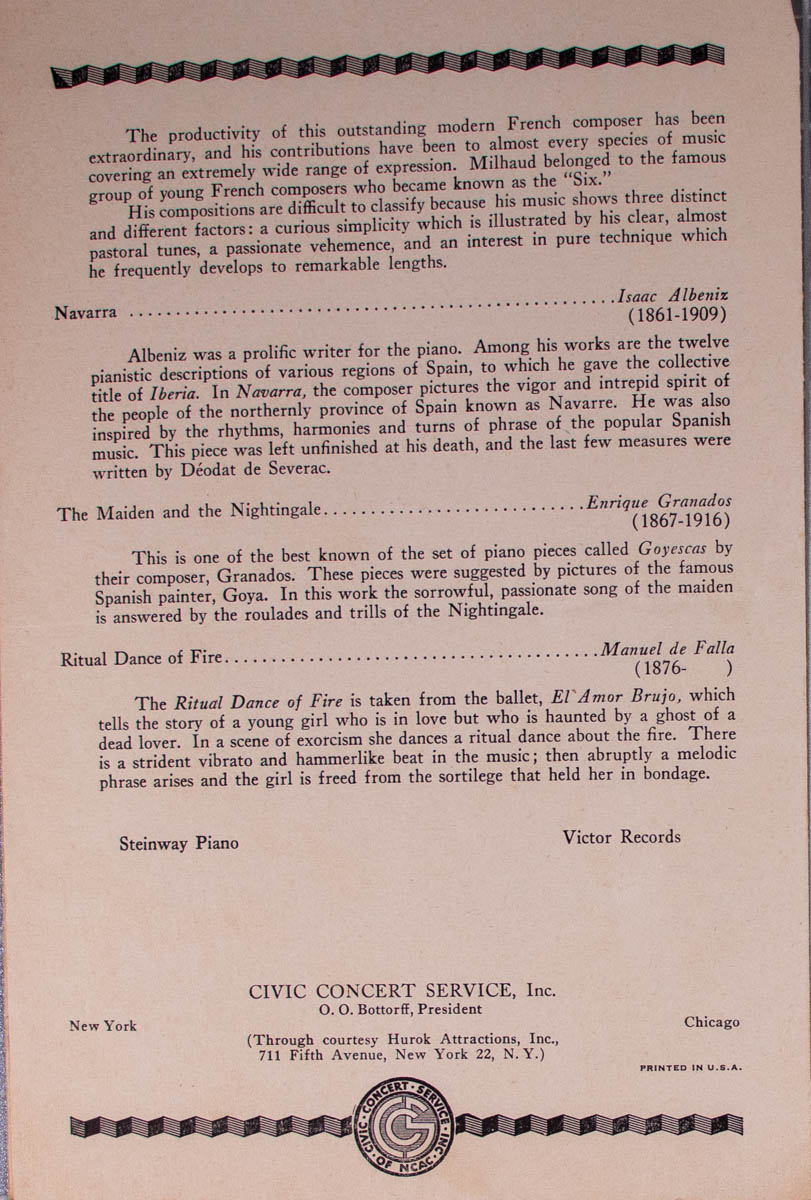 The productivity of this outstanding modern French composer has been
extraordinary, and his contributions have been to almost every species of music
covering an extremely wide range of expression. Milhaud belonged to the famous
group of young French composers who became known as the “Six.”
His compositions are difficult to classify because his music shows three distinct
and different factors: a curious simplicity which is illustrated by his clear, almost
pastoral tunes, a passionate vehemence, and an interest in pure technique which
he frequently develops to remarkable lengths.
Navarra ..................................................Isaac Albeniz
(1861-1909)
Albeniz was a prolific writer for the piano. Among his works are the twelve
pianistic descriptions of various regions of Spain, to which he gave the collective
title of Iberia. In Navarra, the composer pictures the vigor and intrepid spirit of
the people of the northernly province of Spain known as Navarre. He was also
inspired by the rhythms, harmonies and turns of phrase of the popular Spanish
music. This piece was left unfinished at his death, and the last few measures were
written by Déodat de Severac.
The Maiden and the Nightingale...........................Enrique Granados
(1867-1916)
This is one of the best known of the set of piano pieces called Goyescas by
their composer, Granados. These pieces were suggested by pictures of the famous
Spanish painter, Goya. In this work the sorrowful, passionate song of the maiden
is answered by the roulades and trills of the Nightingale.
Ritual Dance of Fire.......................................Manuel de Falla
(1876- )
The Ritual Dance of Fire is taken from the ballet, El Amor Brujo, which
tells the story of a young girl who is in love but who is haunted by a ghost of a
dead lover. In a scene of exorcism she dances a ritual dance about the fire. There
is a strident vibrato and hammerlike beat in the music; then abruptly a melodic
phrase arises and the girl is freed from the sortilege that held her in bondage.
Steinway Piano Victor Records
CIVIC CONCERT SERVICE, Inc.
O. O. Bottorff, President
New York Chicago
(Through courtesy Hurok Attractions, Inc.,
711 Fifth Avenue, New York 22, N. Y.)
PRINTED IN U.S.A.
CIVIC · CONCERT · SERVICE · INC · OF NCAC ·